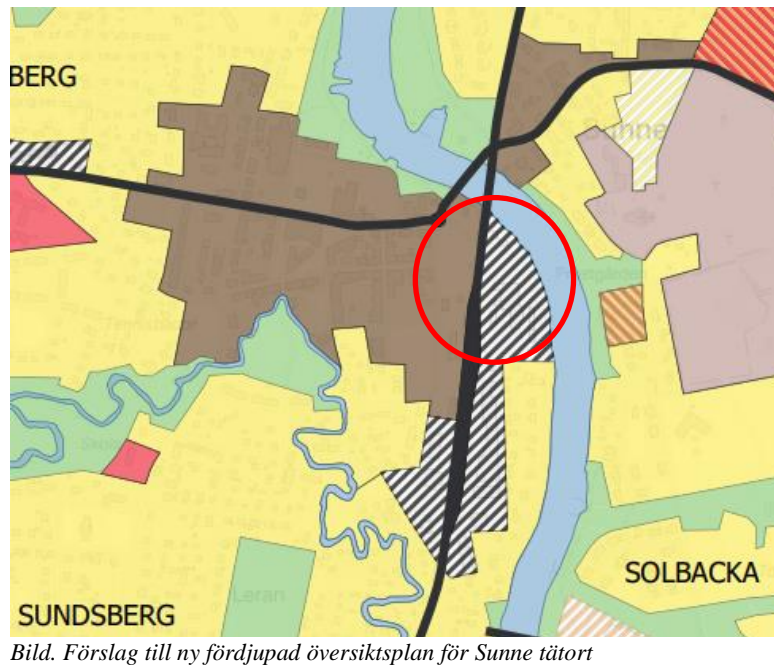 BERG
Sunne
SOLBACKA
Leran
SUNDSBERG
Bild. Förslag till ny fördjupad översiktsplan för Sunne tätort